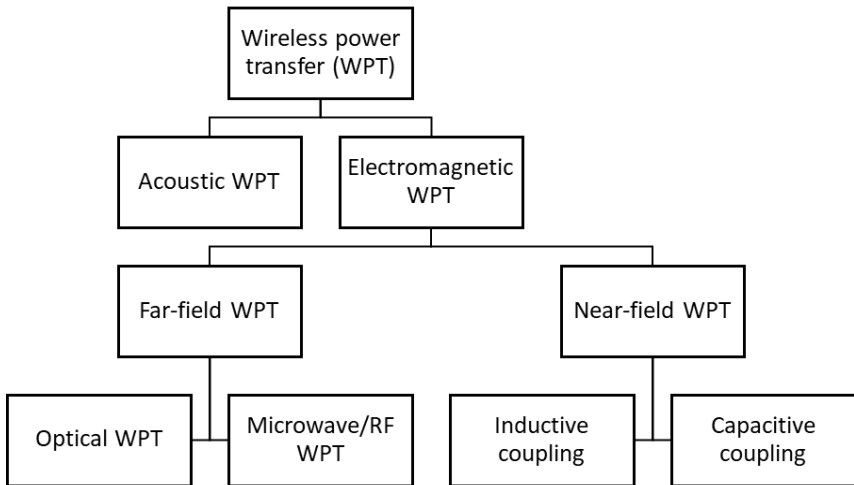 Wireless power
transfer (WPT)
Acoustic WPT
Electromagnetic
WPT
Far-field WPT
Near-field WPT
Optical WPT
Microwave/RF
WPT
Inductive
coupling
Capacitive
coupling